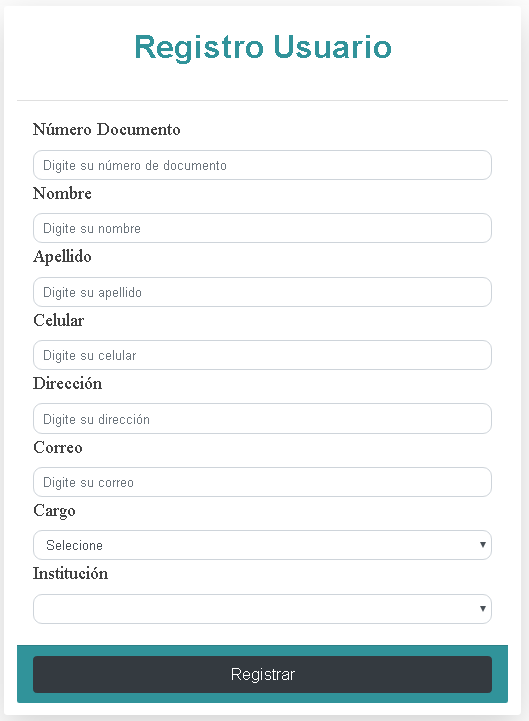 Registro Usuario
Número Documento
Digite su número de documento
Nombre
Digite su nombre
Apellido
Digite su apellido
Celular
Digite su celular
Dirección
Digite su dirección
Correo
Digite su correo
Cargo
Selecione
Institución
Registrar